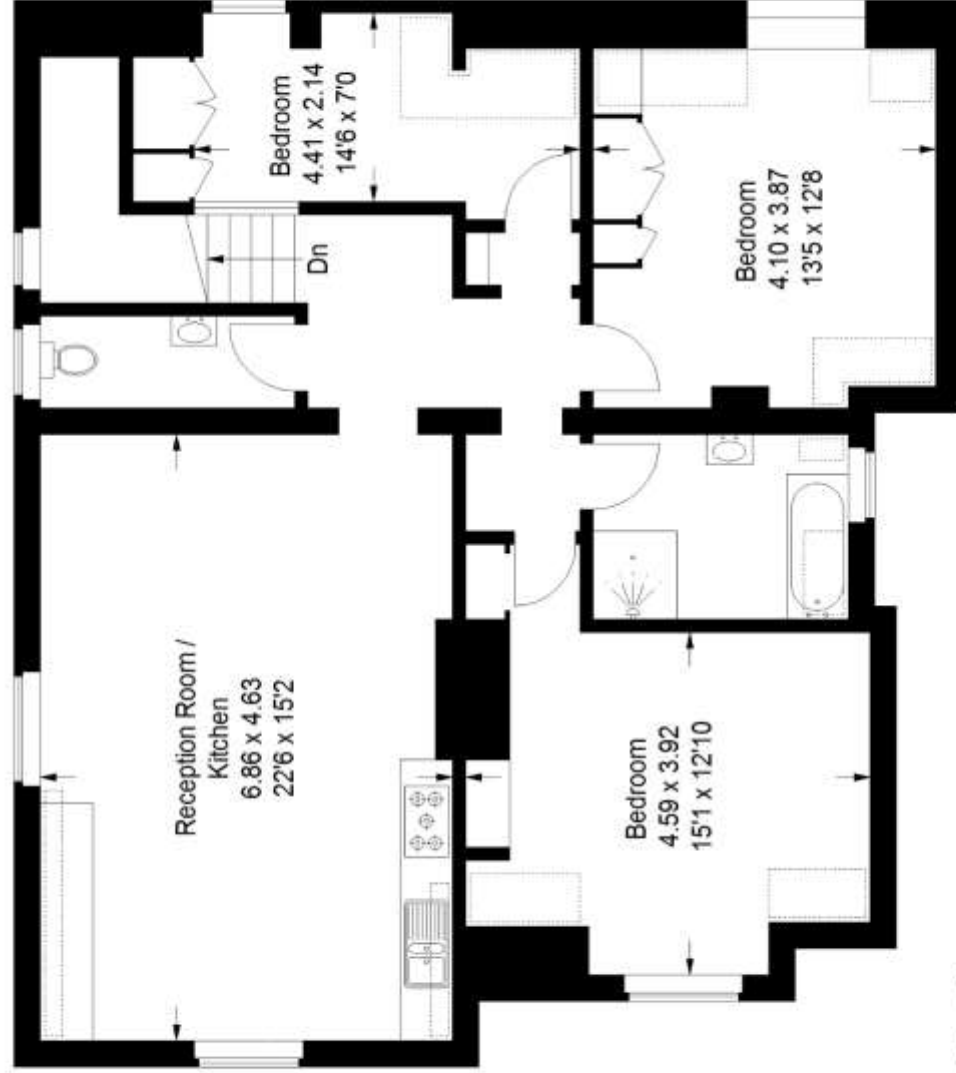 Bedroom
4.41 x 2.14
14'6 x 7'0
Bedroom
4.10 x 3.87
13'5 x 12'8
Dn
Reception Room /
Kitchen
6.86 x 4.63
22'6 x 15'2
Bedroom
4.59 x 3.92
15'1 x 12'10